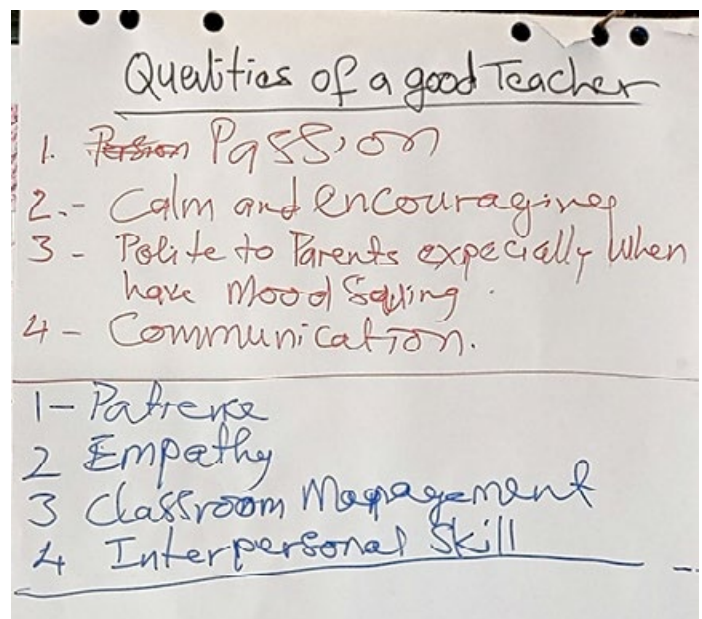 Qualities of a good Teacher
1. Passion
2.- Calm and encouraging
3 - Polite to Parents expecially When
have Mood Swing.
4 - Communication.
1- Patience
2 Empathy
3 Classroom Management
4 Interpersonal Skill